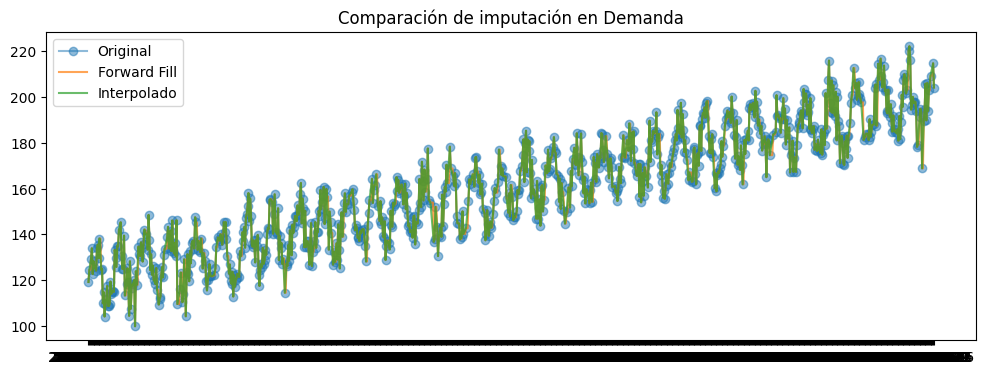 Comparación de imputación en Demanda
Original
Forward Fill
Interpolado
220
200
180
160
140
120
100